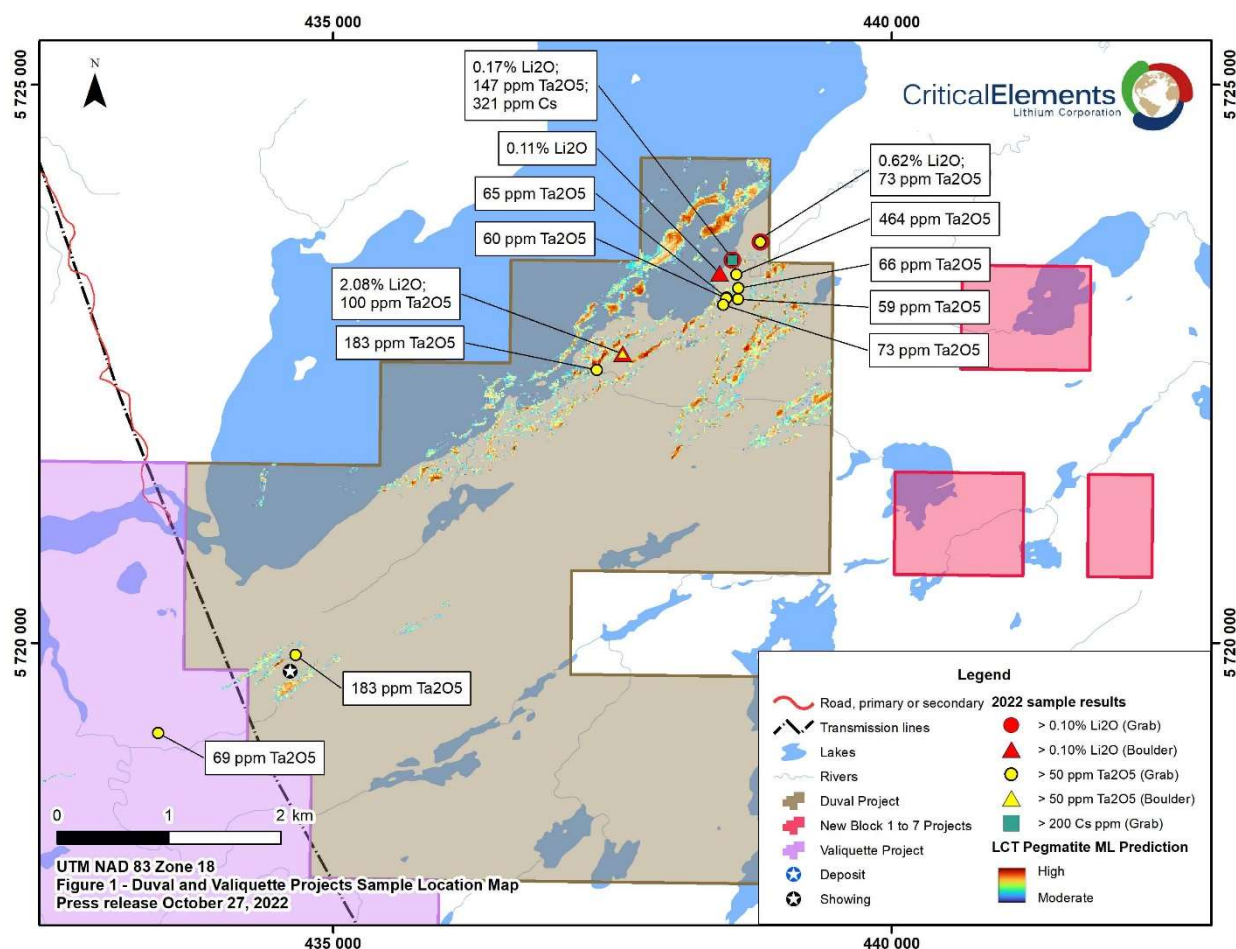 435 000
440 000
5 725 000
5 725 000
N
CriticalElements
Lithium Corporation
0.17% Li2O;
147 ppm Ta2O5;
321 ppm Cs
0.11% Li2O
65 ppm Ta2O5
60 ppm Ta2O5
2.08% Li2O;
100 ppm Ta2O5
183 ppm Ta2O5
0.62% Li2O;
73 ppm Ta2O5
464 ppm Ta2O5
66 ppm Ta2O5
59 ppm Ta2O5
73 ppm Ta2O5
5 720 000
5 720 000
183 ppm Ta2O5
69 ppm Ta2O5
0 1 2 km
UTM NAD 83 Zone 18
Figure 1 - Duval and Valiquette Projects Sample Location Map
Press release October 27, 2022
Legend
Road, primary or secondary
Transmission lines
Lakes
Rivers
Duval Project
New Block 1 to 7 Projects
Valiquette Project
Deposit
Showing
2022 sample results
> 0.10% Li2O (Grab)
> 0.10% Li2O (Boulder)
> 50 ppm Ta2O5 (Grab)
> 50 ppm Ta2O5 (Boulder)
> 200 Cs ppm (Grab)
LCT Pegmatite ML Prediction
High
Moderate
435 000
440 000